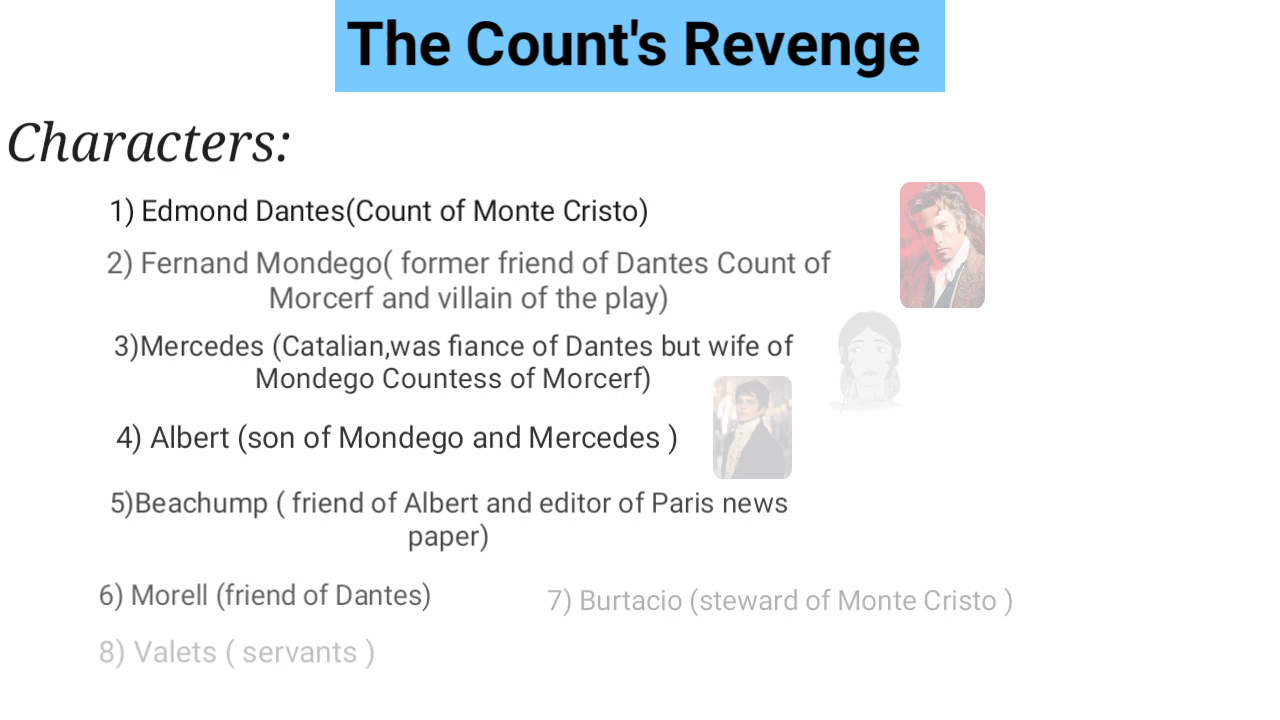 The Count's Revenge
Characters:
1) Edmond Dantes(Count of Monte Cristo)
2) Fernand Mondego( former friend of Dantes Count of
Morcerf and villain of the play)
3)Mercedes (Catalian,was fiance of Dantes but wife of
Mondego Countess of Morcerf)
4) Albert (son of Mondego and Mercedes )
5)Beachump ( friend of Albert and editor of Paris news
paper)
6) Morell (friend of Dantes)
7) Burtacio (steward of Monte Cristo )
8) Valets ( servants )